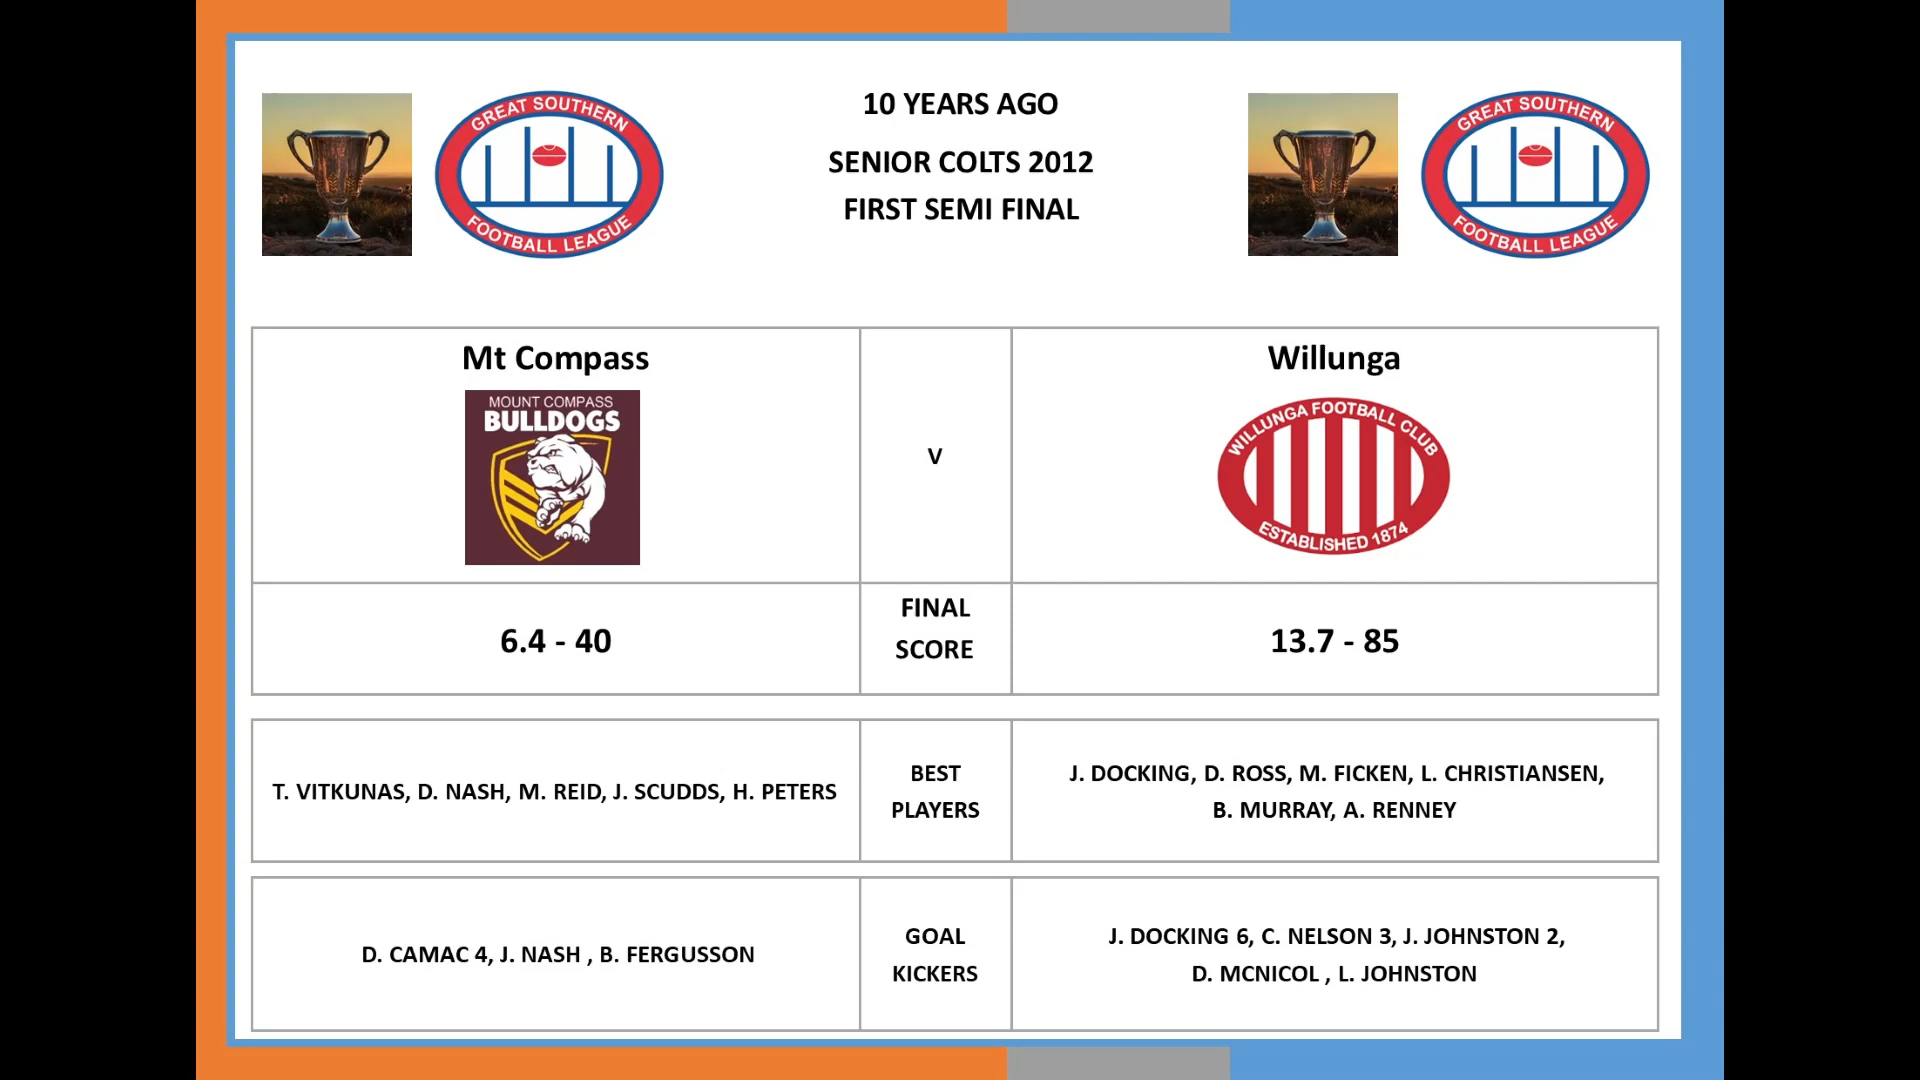 GREAT SOUTHERN
FOOTBALL LEAGUE
10 YEARS AGO
SENIOR COLTS 2012
FIRST SEMI FINAL
GREAT SOUTHERN
FOOTBALL LEAGUE
Mt Compass
MOUNT COMPASS
BULLDOGS
V
Willunga
WILLUNGA FOOTBALL CLUB
ESTABLISHED 1874
6.4 - 40
FINAL
SCORE
13.7 - 85
T. VITKUNAS, D. NASH, M. REID, J. SCUDDS, H. PETERS
BEST
PLAYERS
J. DOCKING, D. ROSS, M. FICKEN, L. CHRISTIANSEN,
B. MURRAY, A. RENNEY
D. CAMAC 4, J. NASH , B. FERGUSSON
GOAL
KICKERS
J. DOCKING 6, C. NELSON 3, J. JOHNSTON 2,
D. MCNICOL , L. JOHNSTON